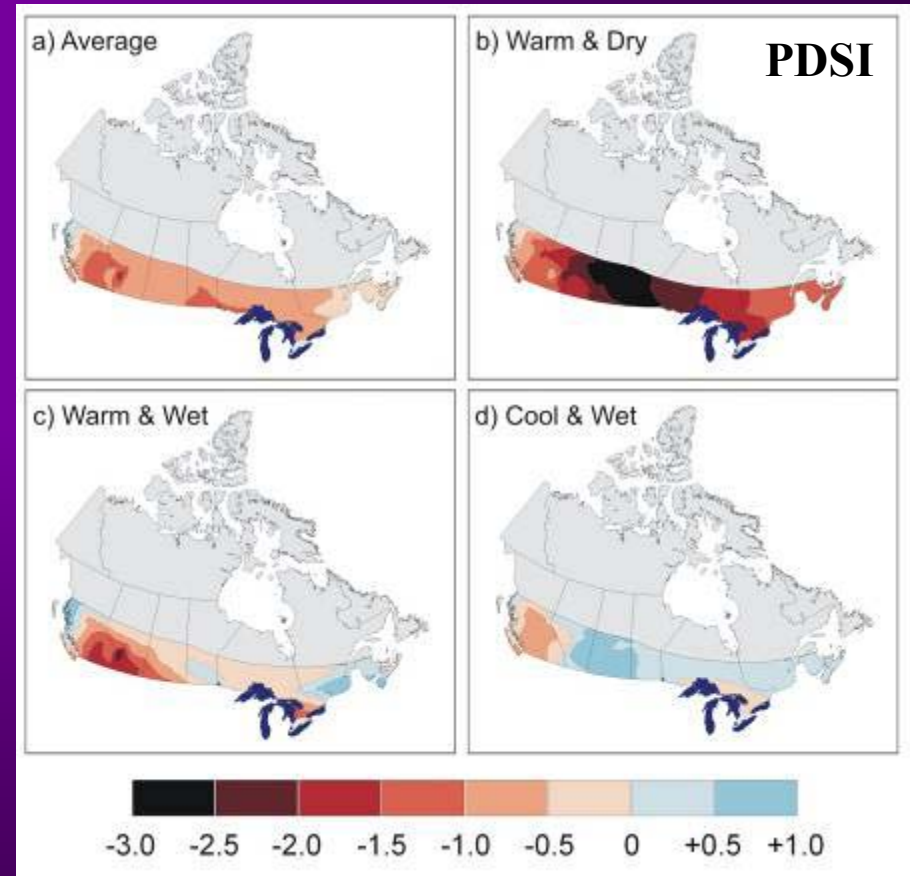 a) Average
b) Warm & Dry
PDSI
c) Warm & Wet
d) Cool & Wet
-3.0 -2.5 -2.0 -1.5 -1.0 -0.5 0 +0.5 +1.0